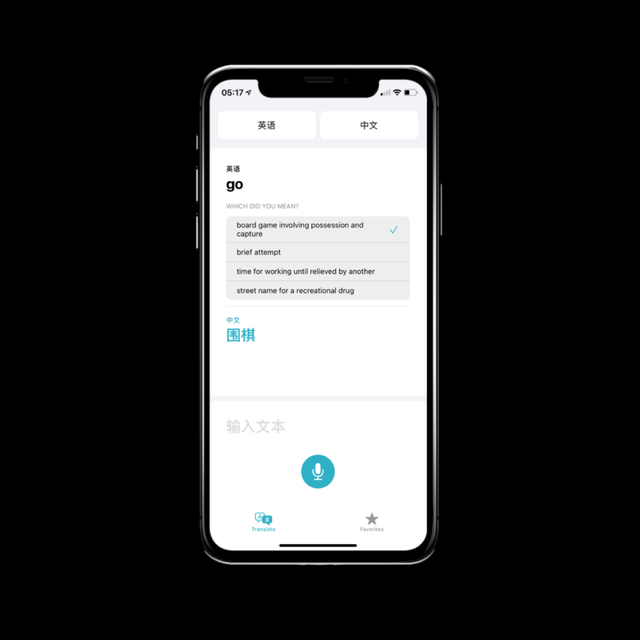 05:17
英语 中文
英语
go
WHICH DID YOU MEAN?
board game involving possession and
capture
brief attempt
time for working until relieved by another
street name for a recreational drug
中文
围棋
输入文本
Translate Favorites